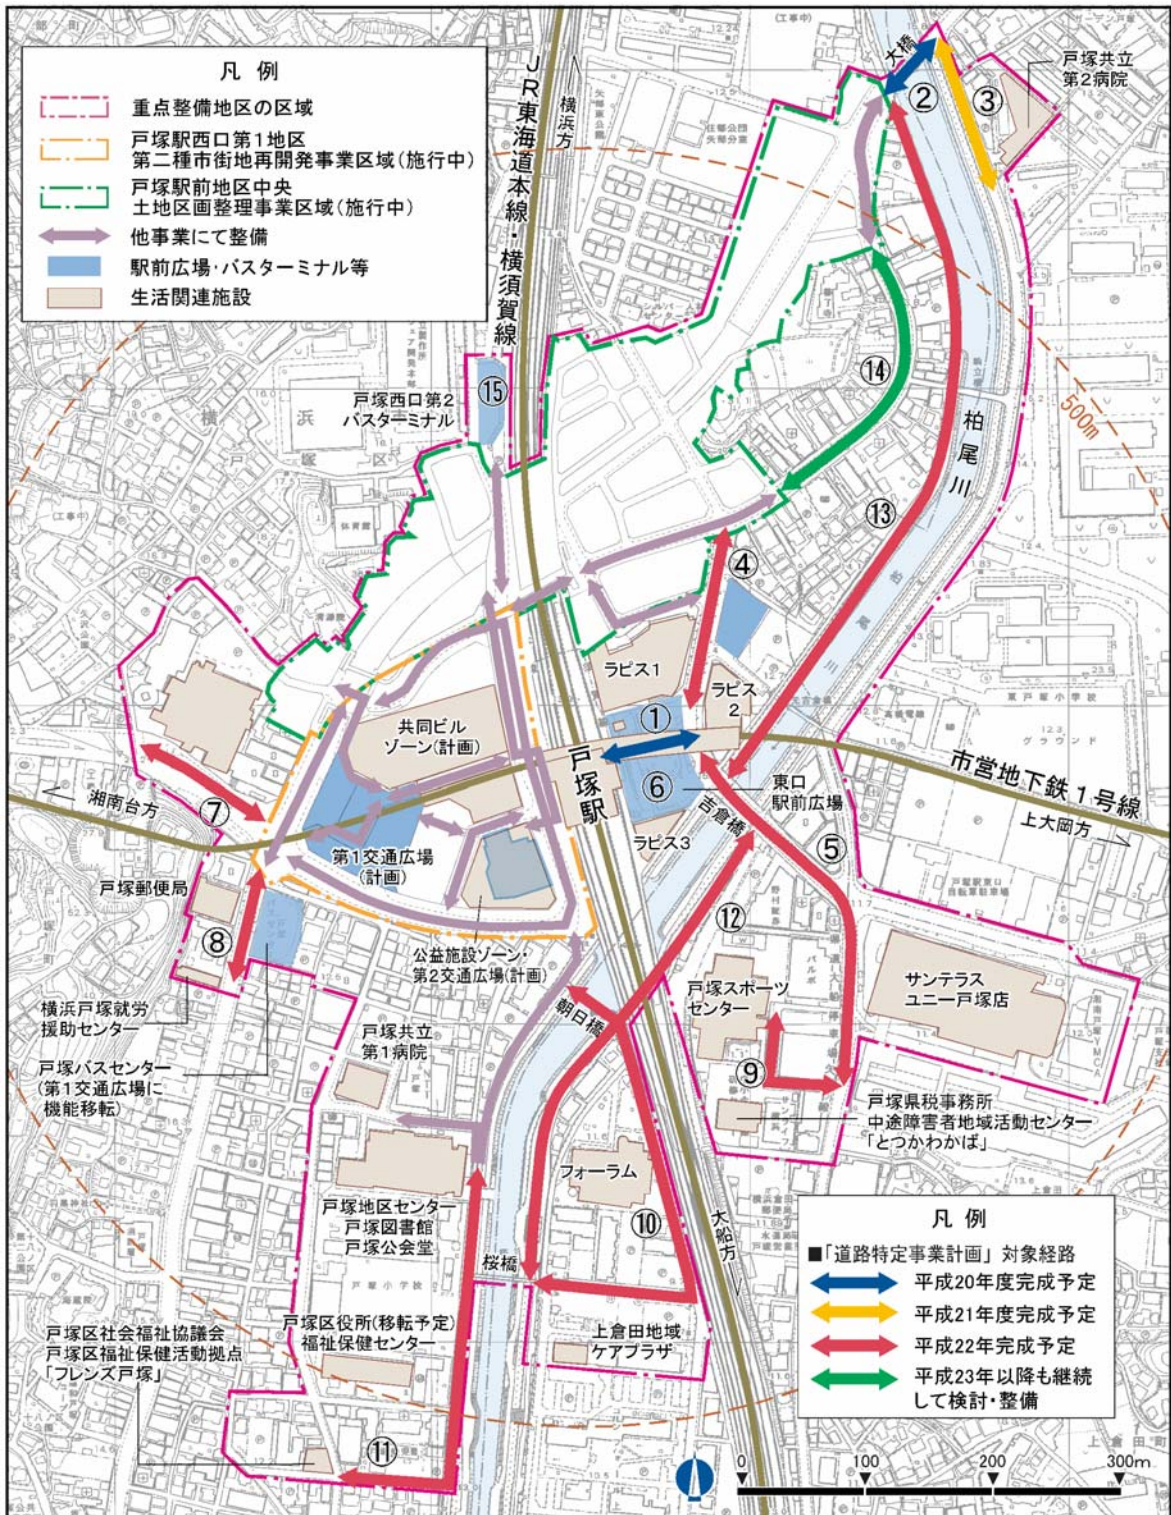 凡 例
重点整備地区の区域
戸塚駅西口第1地区
第二種市街地再開発事業区域(施行中)
戸塚駅前地区中央
土地区画整理事業区域(施行中)
他事業にて整備
駅前広場・バスターミナル等
生活関連施設
JR東海道本線・横須賀線
横浜方
大橋
②
③
戸塚共立
第2病院
⑮
戸塚西口第2
バスターミナル
⑭
500m
柏尾川
⑬
④
ラピス1
ラピス
2
①
共同ビル
ゾーン(計画)
戸塚駅
⑥
東口
駅前広場
市営地下鉄1号線
上大岡方
湘南台方
⑦
吉倉橋
ラピス3
⑤
第1交通広場
(計画)
戸塚郵便局
⑧
⑫
公益施設ゾーン・
第2交通広場(計画)
サンテラス
ユニー戸塚店
戸塚スポーツ
センター
朝日橋
横浜戸塚就労
援助センター
戸塚共立
第1病院
戸塚バスセンター
(第1交通広場に
機能移転)
⑨
戸塚県税事務所
中途障害者地域活動センター
「とつかわかば」
フォーラム
戸塚地区センター
戸塚図書館
戸塚公会堂
⑩
大船方
桜橋
戸塚小学校
戸塚区社会福祉協議会
戸塚区福祉保健活動拠点
「フレンズ戸塚」
戸塚区役所(移転予定)
福祉保健センター
上倉田地域
ケアプラザ
⑪
凡 例
■「道路特定事業計画」対象経路
平成20年度完成予定
平成21年度完成予定
平成22年完成予定
平成23年以降も継続
して検討・整備
0 100 200 300m